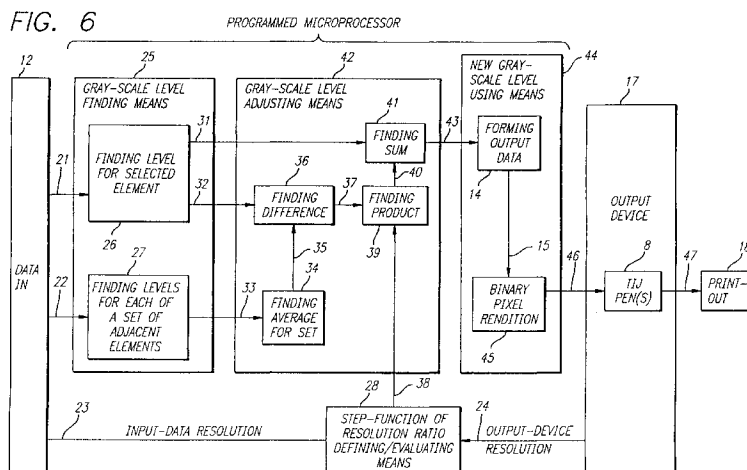 FIG. 6
PROGRAMMED MICROPROCESSOR
12
25
42
44
17
GRAY-SCALE LEVEL
FINDING MEANS
GRAY-SCALE LEVEL
ADJUSTING MEANS
NEW GRAY-
SCALE LEVEL
USING MEANS
31
41
43
21
FINDING LEVEL
FOR SELECTED
ELEMENT
26
32
FINDING
SUM
FORMING
OUTPUT
DATA
14
36
37
40
FINDING
DIFFERENCE
FINDING
PRODUCT
39
OUTPUT
DEVICE
35
15
46
8
47
18
DATA
IN
22
27
FINDING LEVELS
FOR EACH OF
A SET OF
ADJACENT
ELEMENTS
33
34
FINDING
AVERAGE
FOR SET
BINARY
PIXEL
RENDITION
45
TIJ
PEN(S)
PRINT-
OUT
38
28
24
23
INPUT-DATA RESOLUTION
STEP-FUNCTION OF
RESOLUTION RATIO
DEFINING/EVALUATING
MEANS
OUTPUT-DEVICE
RESOLUTION